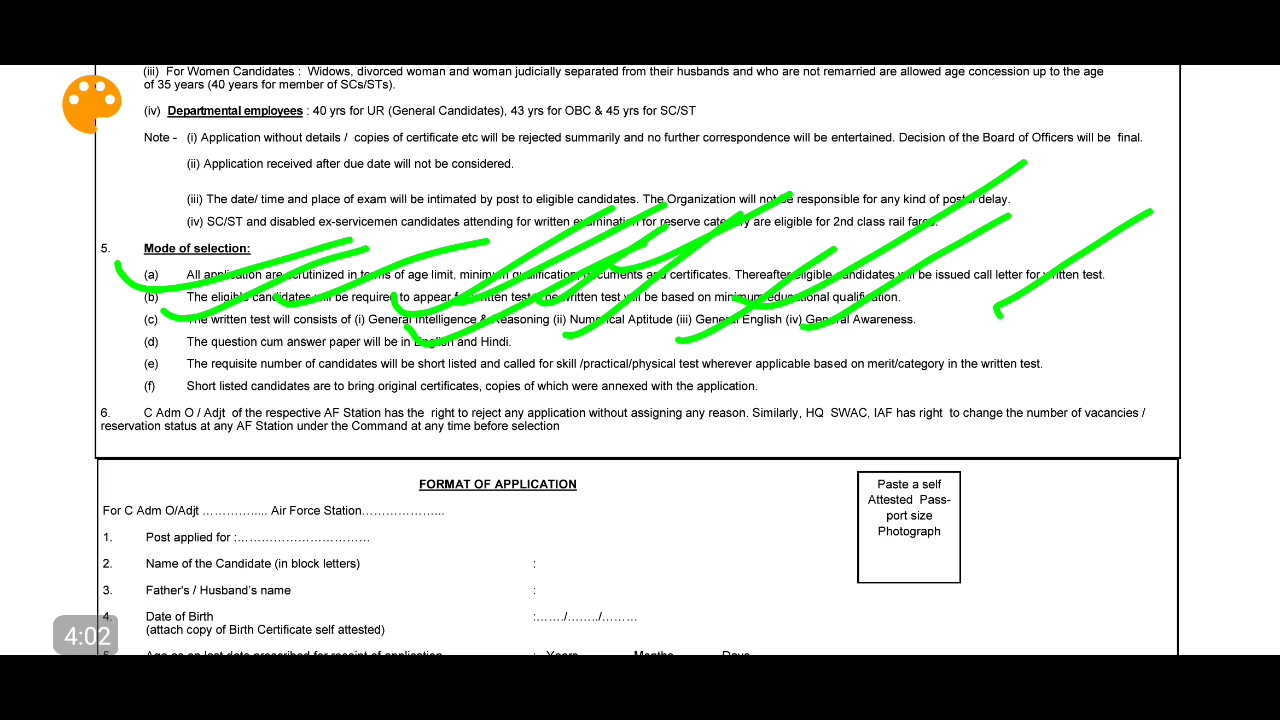 (iii) For Women Candidates : Widows, divorced woman and woman judicially separated from their husbands and who are not remarried are allowed age concession up to the age
of 35 years (40 years for member of SCs/STs).
(iv) Departmental employees : 40 yrs for UR (General Candidates), 43 yrs for OBC & 45 yrs for SC/ST
Note - (i) Application without details / copies of certificate etc will be rejected summarily and no further correspondence will be entertained. Decision of the Board of Officers will be final.
(ii) Application received after due date will not be considered.
(iii) The date/ time and place of exam will be intimated by post to eligible candidates. The Organization will not be responsible for any kind of postal delay.
(iv) SC/ST and disabled ex-servicemen candidates attending for written examination for reserve category are eligible for 2nd class rail fares.
5. Mode of selection:
(a) All application are scrutinized in terms of age limit, minimum qualification, documents and certificates. Thereafter eligible candidates will be issued call letter for written test.
(b) The eligible candidates will be required to appear for written test. The written test will be based on minimum educational qualification.
(c) The written test will consists of (i) General Intelligence & Reasoning (ii) Numerical Aptitude (iii) General English (iv) General Awareness.
(d) The question cum answer paper will be in English and Hindi.
(e) The requisite number of candidates will be short listed and called for skill /practical/physical test wherever applicable based on merit/category in the written test.
(f) Short listed candidates are to bring original certificates, copies of which were annexed with the application.
6. C Adm O / Adjt of the respective AF Station has the right to reject any application without assigning any reason. Similarly, HQ SWAC, IAF has right to change the number of vacancies /
reservation status at any AF Station under the Command at any time before selection
FORMAT OF APPLICATION
Paste a self
Attested Pass-
port size
Photograph
For C Adm O/Adjt ................ Air Force Station.....................
1. Post applied for :..............................
2. Name of the Candidate (in block letters) :
3. Father's / Husband's name :
4. Date of Birth :......./......../.........
(attach copy of Birth Certificate self attested)
5. Age as on last date prescribed for receipt of application : Years Months Days
4:02